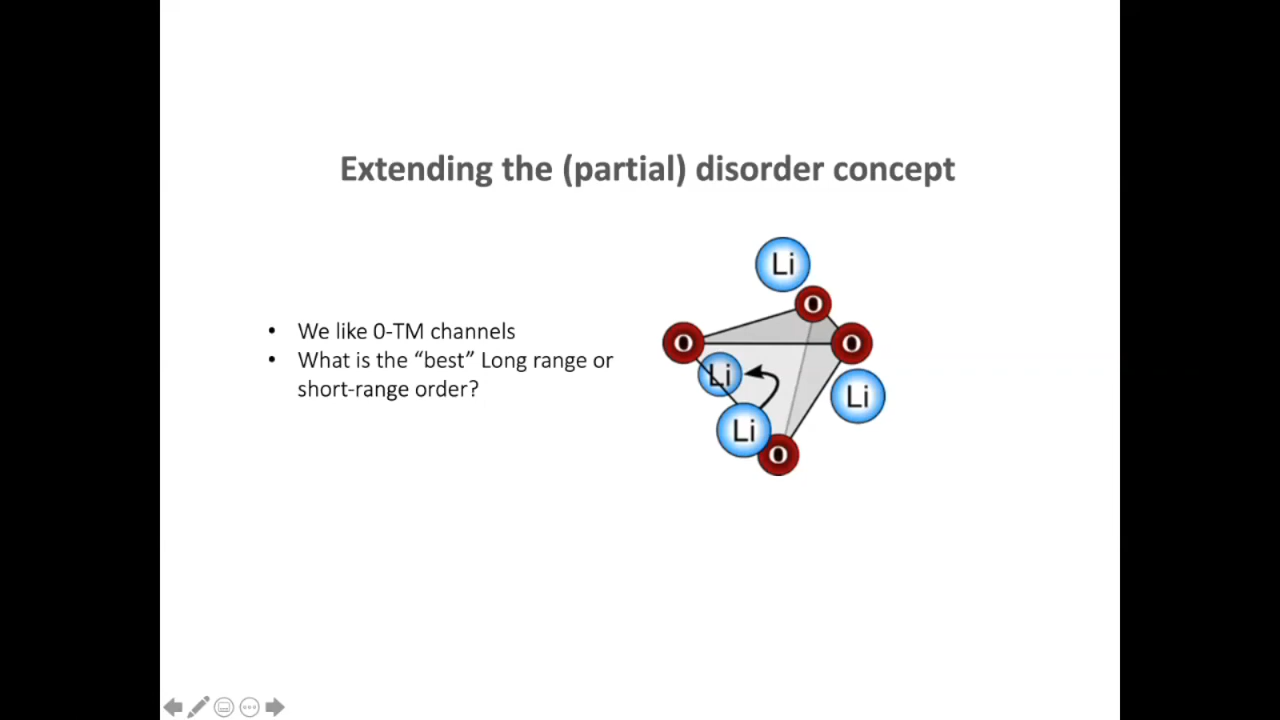 Extending the (partial) disorder concept
• We like 0-TM channels
• What is the “best” Long range or
short-range order?
Li
O
O
O
Li
Li
Li
O